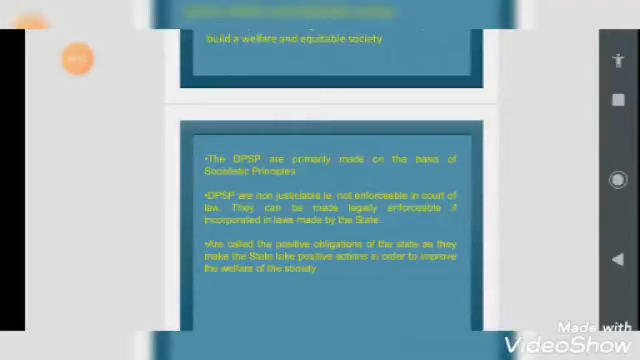 build a welfare and equitable society
•The DPSP are primarily made on the basis of
Socialistic Principles
•DPSP are non justiciable ie. not enforceable in court of
law. They can be made legally enforceable if
incorporated in laws made by the State
•Are called the positive obligations of the state as they
make the State take positive actions in order to improve
the welfare of the society
Made with
VideoShow